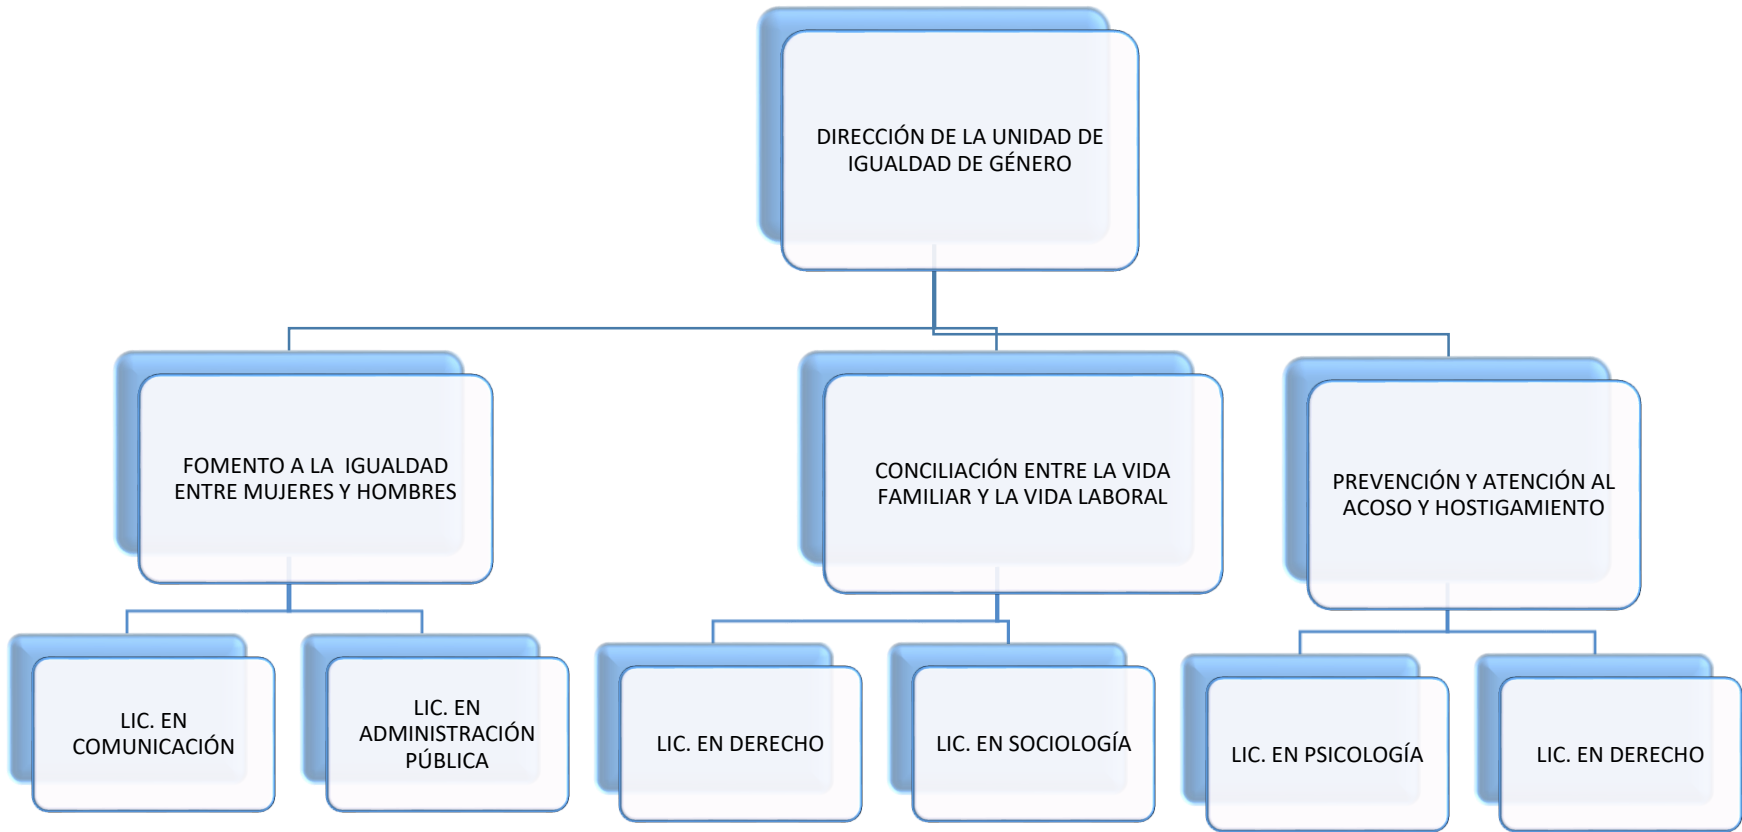 DIRECCIÓN DE LA UNIDAD DE
IGUALDAD DE GÉNERO
FOMENTO A LA  IGUALDAD
ENTRE MUJERES Y HOMBRES
CONCILIACIÓN ENTRE LA VIDA
FAMILIAR Y LA VIDA LABORAL
PREVENCIÓN Y ATENCIÓN AL
ACOSO Y HOSTIGAMIENTO
LIC. EN
COMUNICACIÓN
LIC. EN
ADMINISTRACIÓN
PÚBLICA
LIC. EN DERECHO
LIC. EN SOCIOLOGÍA
LIC. EN PSICOLOGÍA
LIC. EN DERECHO